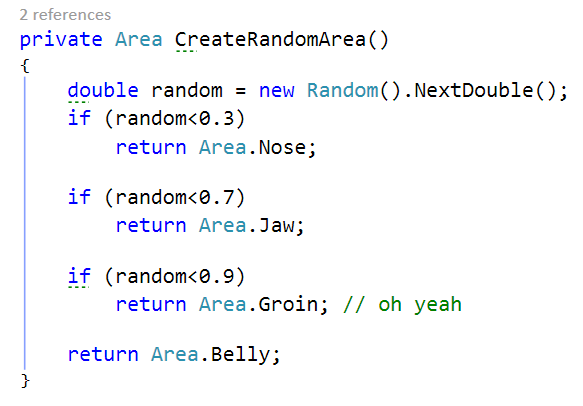 2 references
private Area CreateRandomArea()
{
    double random = new Random().NextDouble();
    if (random<0.3)
        return Area.Nose;

    if (random<0.7)
        return Area.Jaw;

    if (random<0.9)
        return Area.Groin; // oh yeah

    return Area.Belly;
}